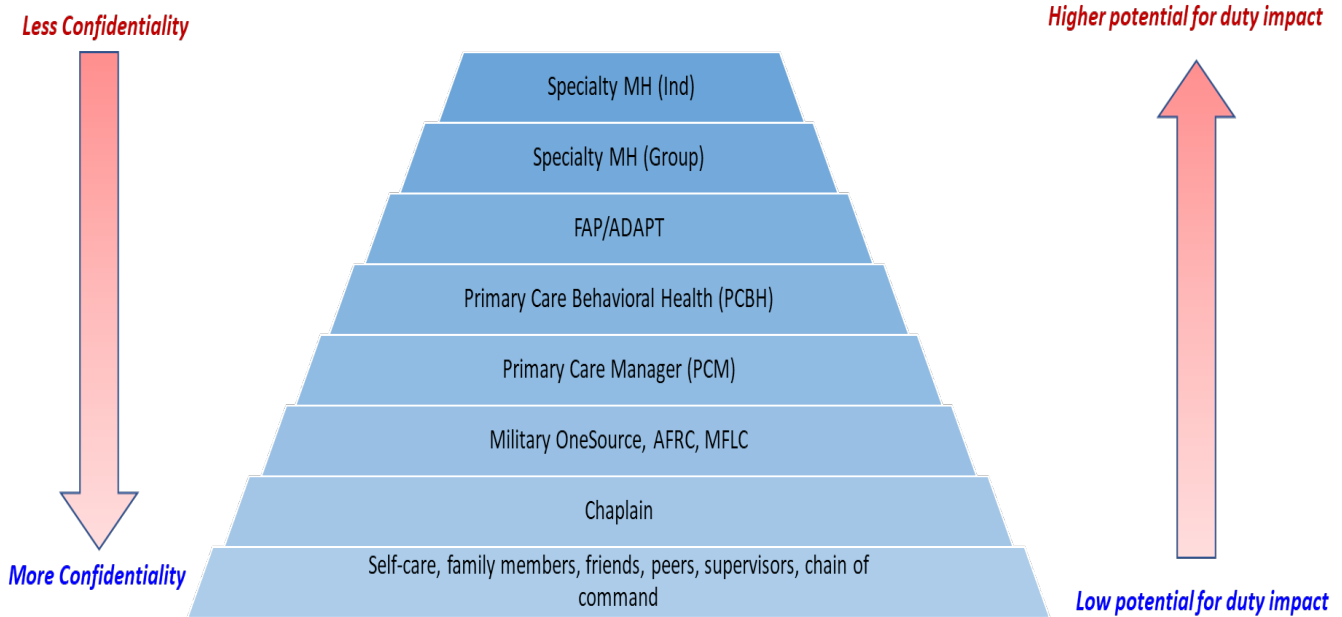 Less Confidentiality
Higher potential for duty impact
Specialty MH (Ind)
Specialty MH (Group)
FAP/ADAPT
Primary Care Behavioral Health (PCBH)
Primary Care Manager (PCM)
Military OneSource, AFRC, MFLC
Chaplain
Self-care, family members, friends, peers, supervisors, chain of
command
More Confidentiality
Low potential for duty impact